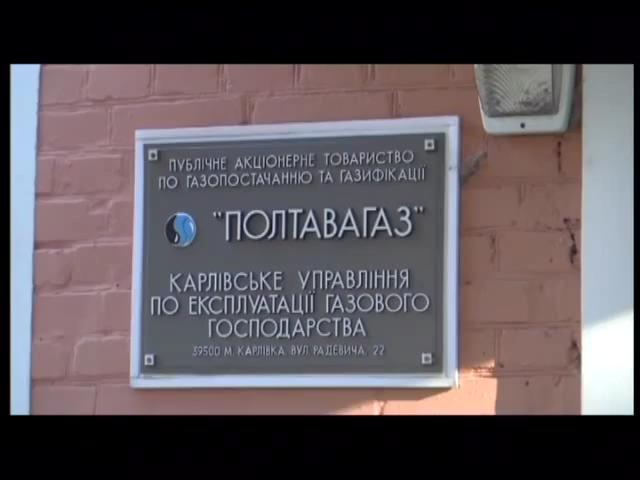 ПУБЛІЧНЕ АКЦІОНЕРНЕ ТОВАРИСТВО
ПО ГАЗОПОСТАЧАННЮ ТА ГАЗИФІКАЦІЇ
"ПОЛТАВАГАЗ"
КАРЛІВСЬКЕ УПРАВЛІННЯ
ПО ЕКСПЛУАТАЦІЇ ГАЗОВОГО
ГОСПОДАРСТВА
39500 М. КАРЛІВКА, ВУЛ. РАДЕВИЧА, 22